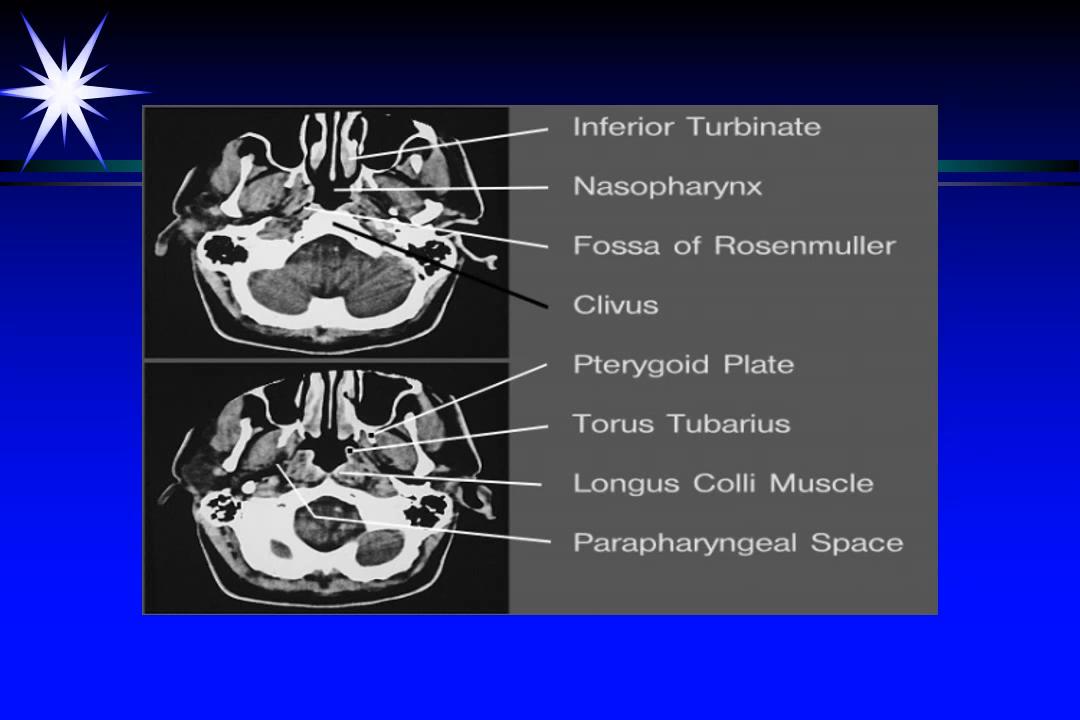 Inferior Turbinate
Nasopharynx
Fossa of Rosenmuller
Clivus
Pterygoid Plate
Torus Tubarius
Longus Colli Muscle
Parapharyngeal Space